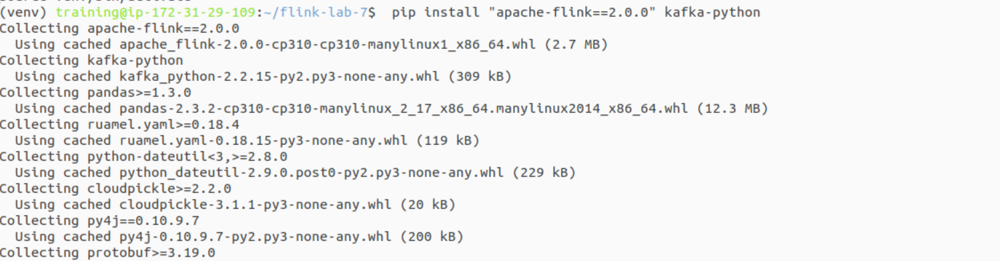 (venv) training@ip-172-31-29-109:~/flink-lab-7$  pip install "apache-flink==2.0.0" kafka-python
Collecting apache-flink==2.0.0
  Using cached apache_flink-2.0.0-cp310-cp310-manylinux1_x86_64.whl (2.7 MB)
Collecting kafka-python
  Using cached kafka_python-2.2.15-py2.py3-none-any.whl (309 kB)
Collecting pandas>=1.3.0
  Using cached pandas-2.3.2-cp310-cp310-manylinux_2_17_x86_64.manylinux2014_x86_64.whl (12.3 MB)
Collecting ruamel.yaml>=0.18.4
  Using cached ruamel.yaml-0.18.15-py3-none-any.whl (119 kB)
Collecting python-dateutil<3,>=2.8.0
  Using cached python_dateutil-2.9.0.post0-py2.py3-none-any.whl (229 kB)
Collecting cloudpickle>=2.2.0
  Using cached cloudpickle-3.1.1-py3-none-any.whl (20 kB)
Collecting py4j==0.10.9.7
  Using cached py4j-0.10.9.7-py2.py3-none-any.whl (200 kB)
Collecting protobuf>=3.19.0